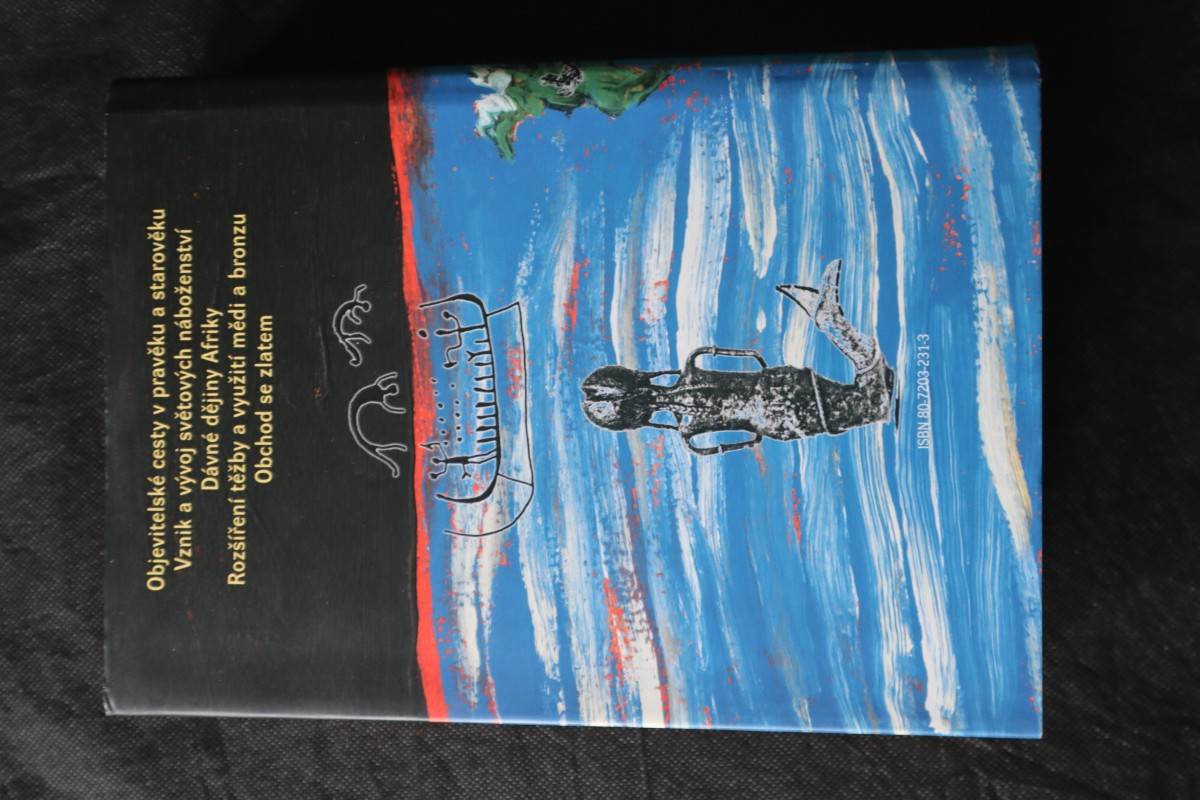 Objevitelské cesty v pravěku a starověku
Vznik a vývoj světových náboženství
Dávné dějiny Afriky
Rozšíření těžby a využití mědi a bronzu
Obchod se zlatem
ISBN 80-7203-231-3